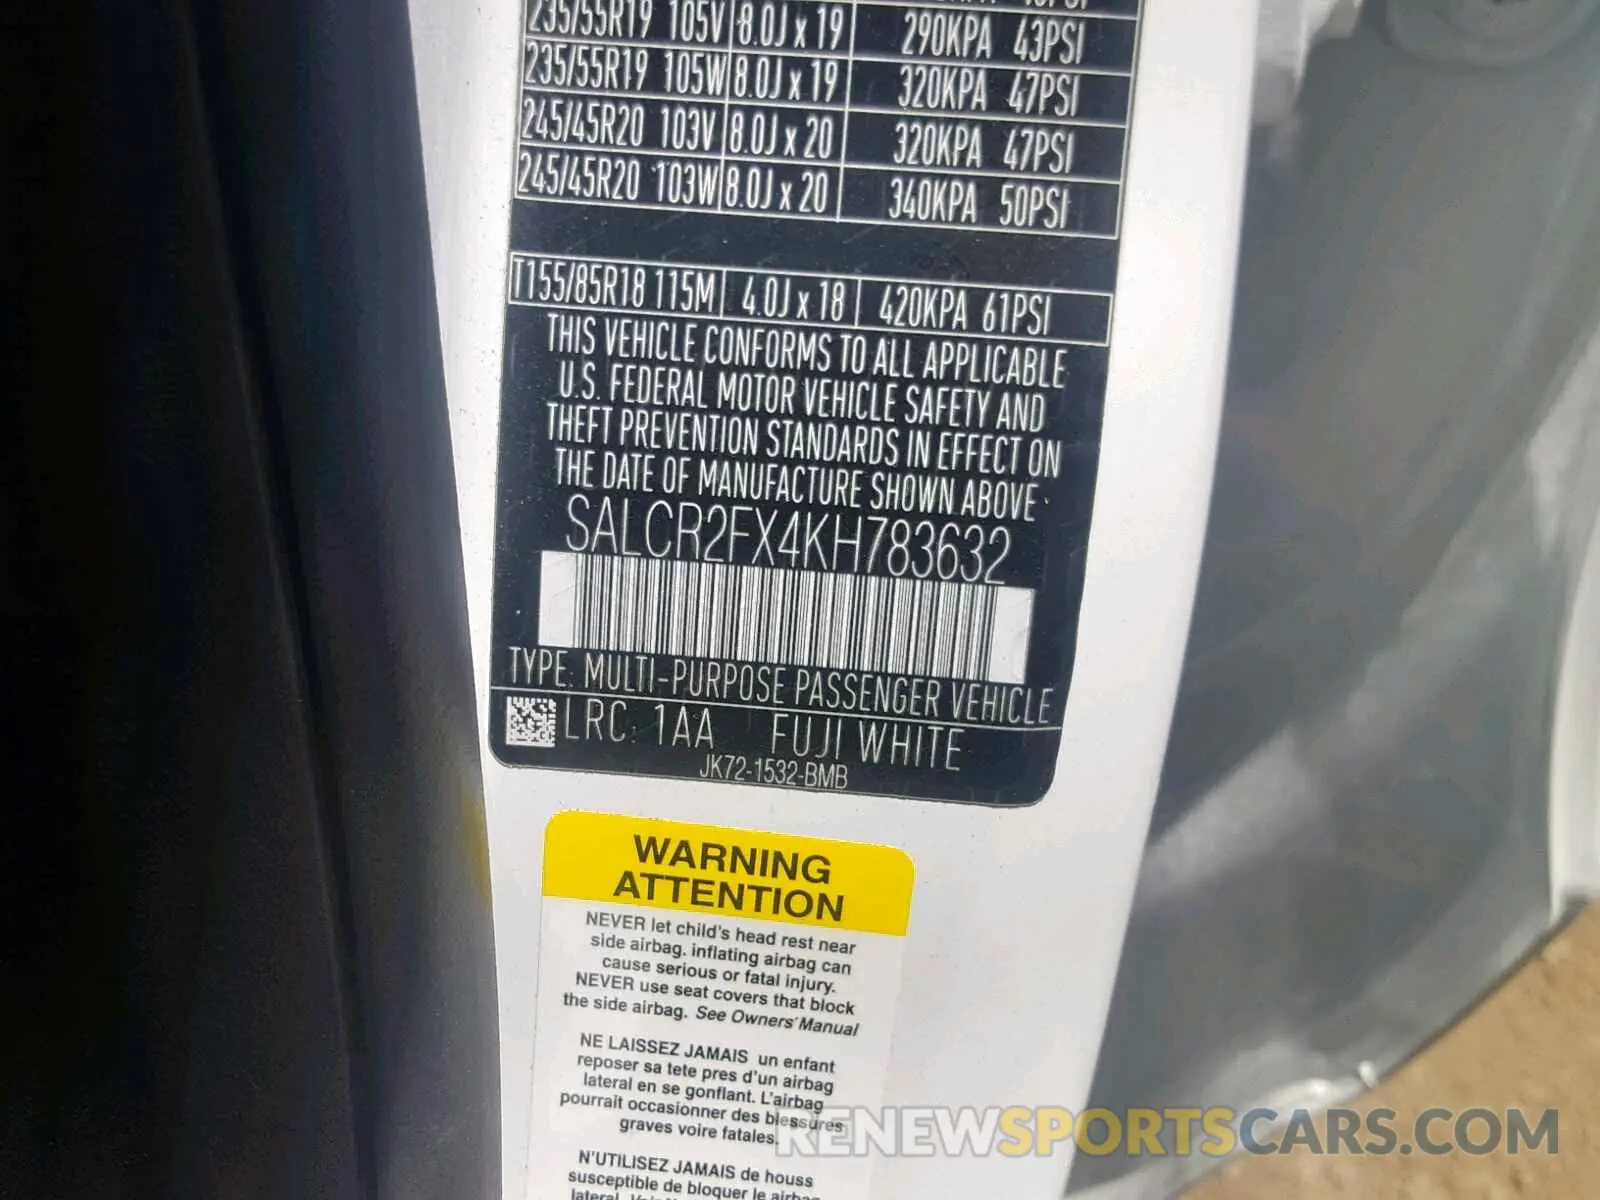 235/55R19 105V 8.0J x 19 290KPA 43PSI
235/55R19 105W 8.0J x 19 320KPA 47PSI
245/45R20 103V 8.0J x 20 320KPA 47PSI
245/45R20 103W 8.0J x 20 340KPA 50PSI
T155/85R18 115M 4.0J x 18 420KPA 61PSI
THIS VEHICLE CONFORMS TO ALL APPLICABLE
U.S. FEDERAL MOTOR VEHICLE SAFETY AND
THEFT PREVENTION STANDARDS IN EFFECT ON
THE DATE OF MANUFACTURE SHOWN ABOVE
SALCR2FX4KH783632
TYPE: MULTI-PURPOSE PASSENGER VEHICLE
LRC: 1AA FUJI WHITE
JK72-1532-BMB
WARNING
ATTENTION
NEVER let child's head rest near
side airbag. inflating airbag can
cause serious or fatal injury.
NEVER use seat covers that block
the side airbag. See Owners' Manual
NE LAISSEZ JAMAIS un enfant
reposer sa tete pres d'un airbag
lateral en se gonflant. L'airbag
pourrait occasionner des blessures
graves voire fatales.
RENEWSPORTSCARS.COM
N'UTILISEZ JAMAIS de houss
susceptible de bloquer le airbag
lateral.